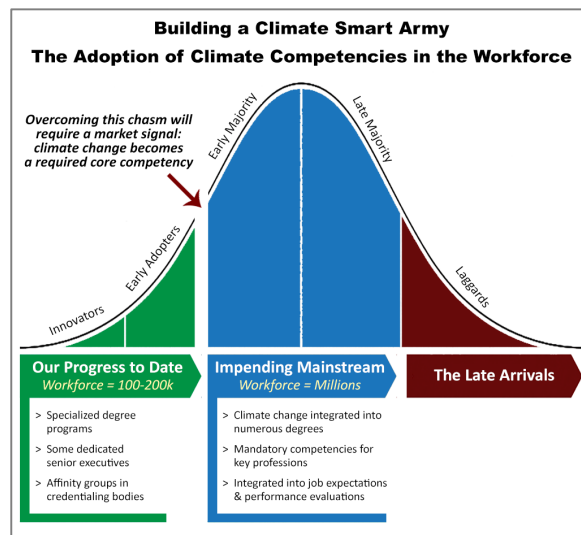 Building a Climate Smart Army
The Adoption of Climate Competencies in the Workforce
Overcoming this chasm will
require a market signal:
climate change becomes
a required core competency
Innovators
Early Adopters
Early Majority
Late Majority
Laggards
Our Progress to Date
Workforce = 100-200k
> Specialized degree
programs
> Some dedicated
senior executives
> Affinity groups in
credentialing bodies
Impending Mainstream
Workforce = Millions
> Climate change integrated into
numerous degrees
> Mandatory competencies for
key professions
> Integrated into job expectations
& performance evaluations
The Late Arrivals